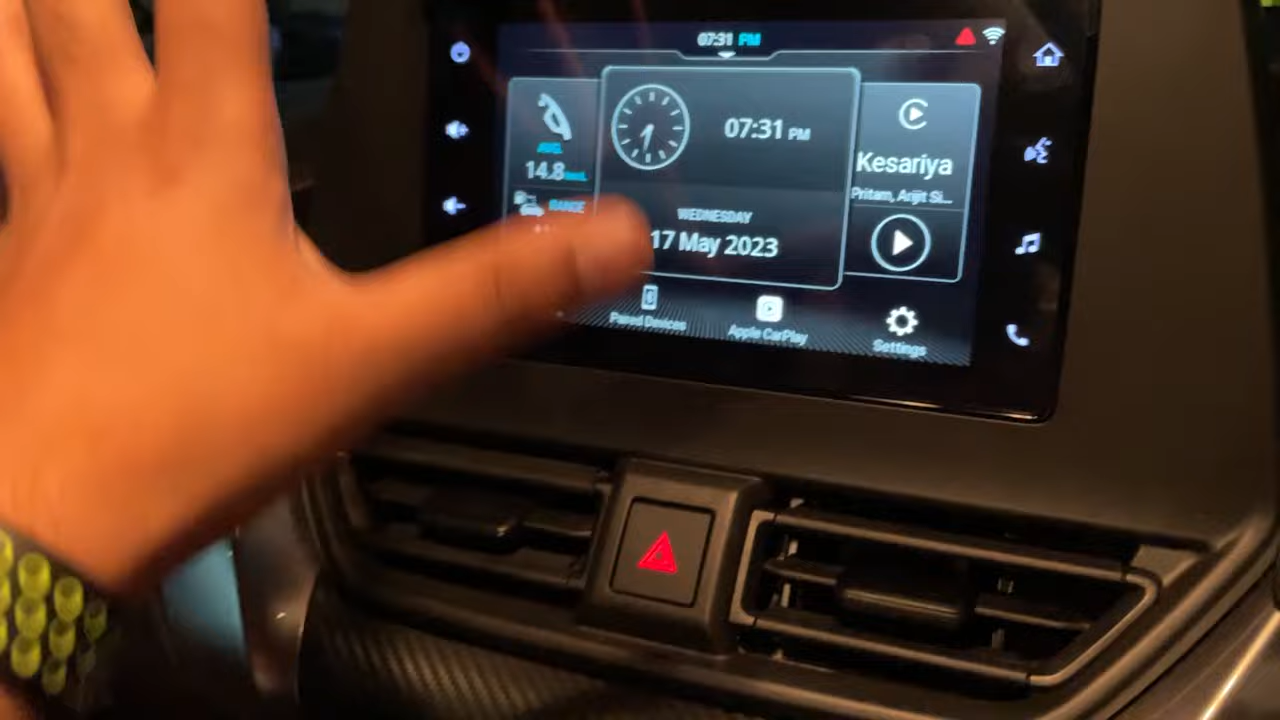 07:31 PM
AVG.
14.8
RANGE
07:31 PM
WEDNESDAY
17 May 2023
Kesariya
Pritam, Arijit Si...
Paired Devices
Apple CarPlay
Settings